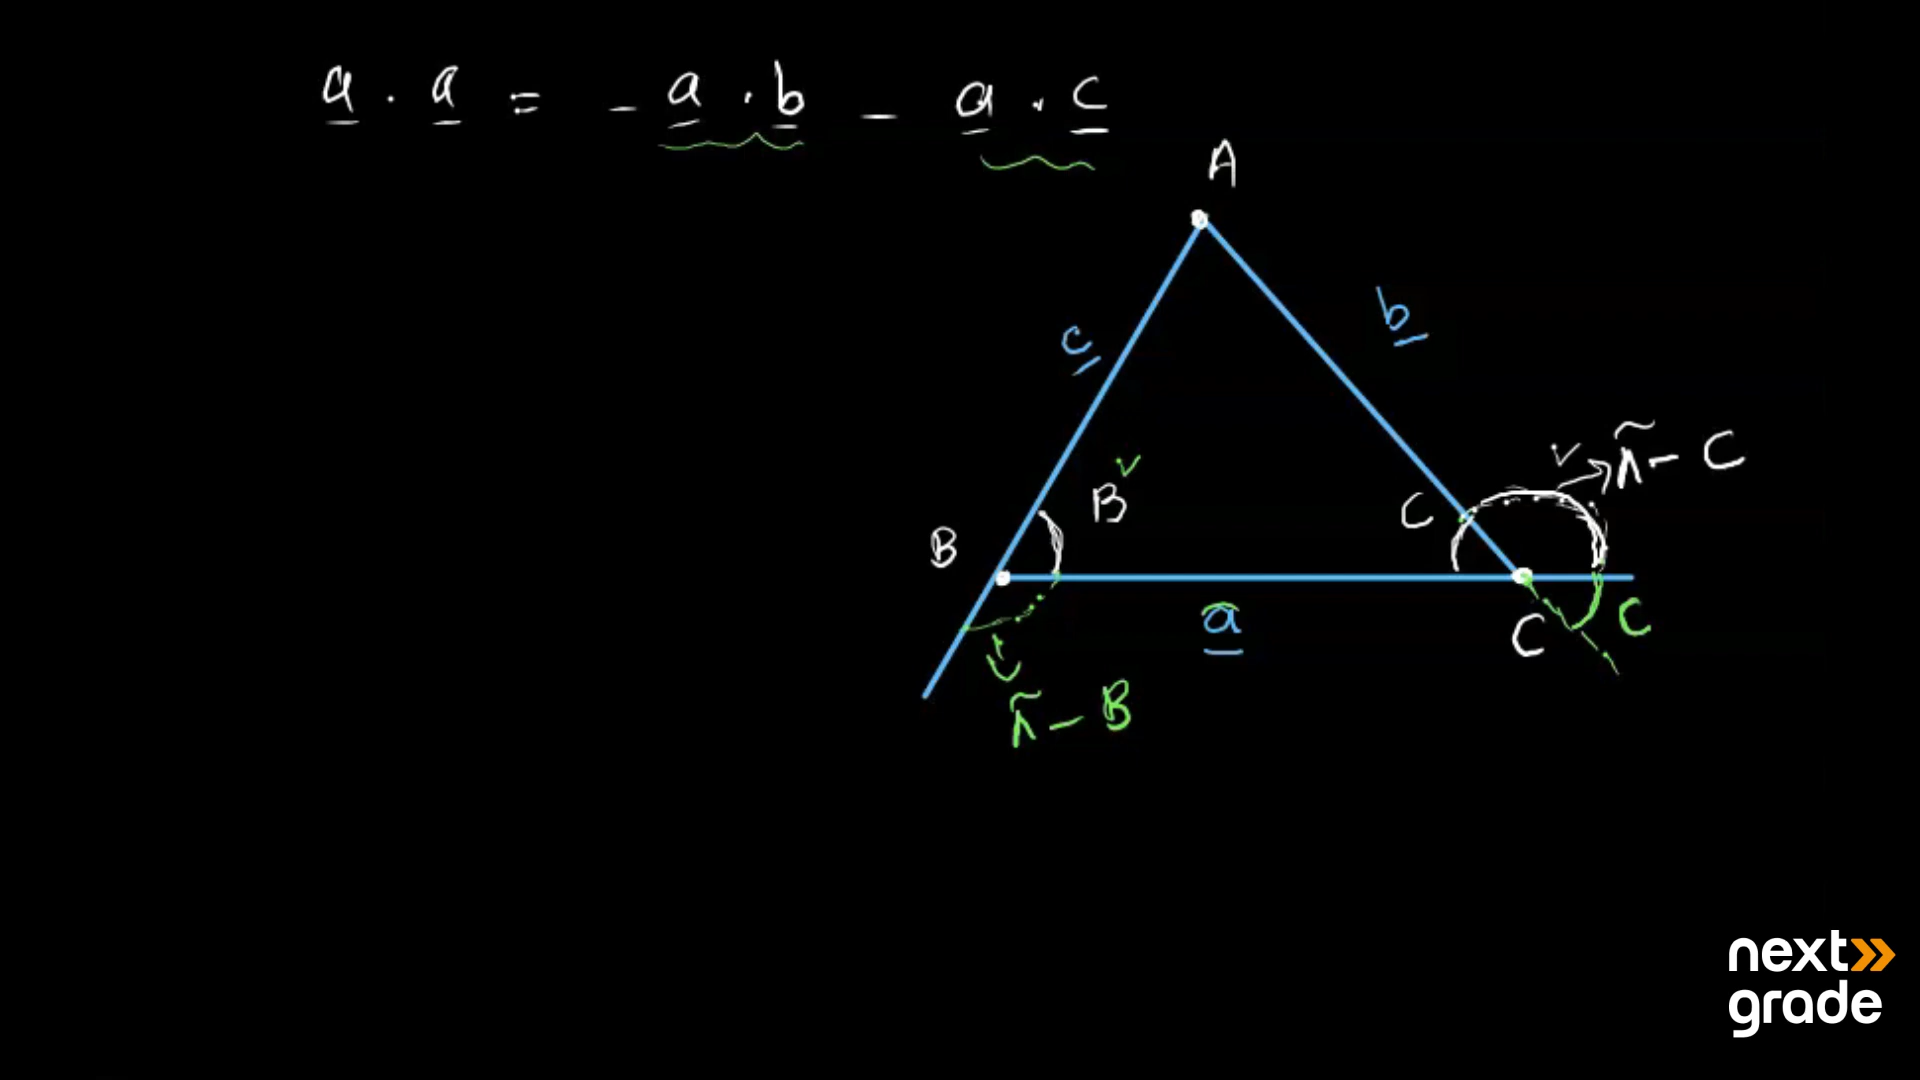 a . a = - a . b - a . c
A
c
b
π - C
B
C
B
a
C
C
π - B
next
grade